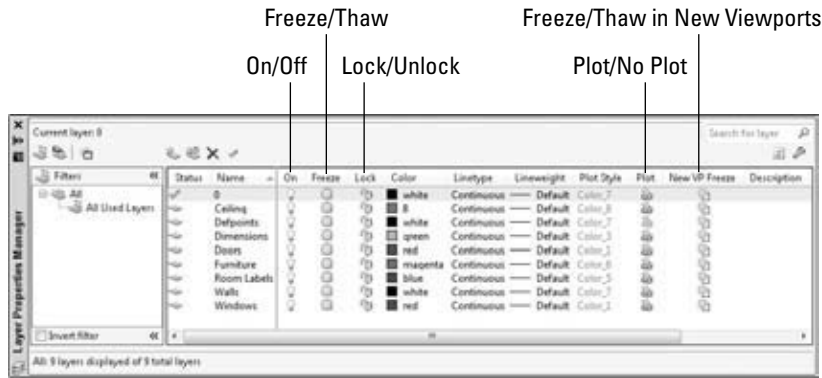 Freeze/Thaw Freeze/Thaw in New Viewports
On/Off Lock/Unlock Plot/No Plot
Current layer: 0 Search for layer
Filters Status Name On Freeze Lock Color Linetype Lineweight Plot Style Plot New VP Freeze Description
All 0 white Continuous Default Color_7
All Used Layers Ceiling 8 Continuous Default Color_8
Defpoints white Continuous Default Color_7
Dimensions green Continuous Default Color_3
Doors red Continuous Default Color_1
Furniture magenta Continuous Default Color_6
Room Labels blue Continuous Default Color_5
Walls white Continuous Default Color_7
Windows red Continuous Default Color_1
Invert filter
All: 9 layers displayed of 9 total layers
Layer Properties Manager